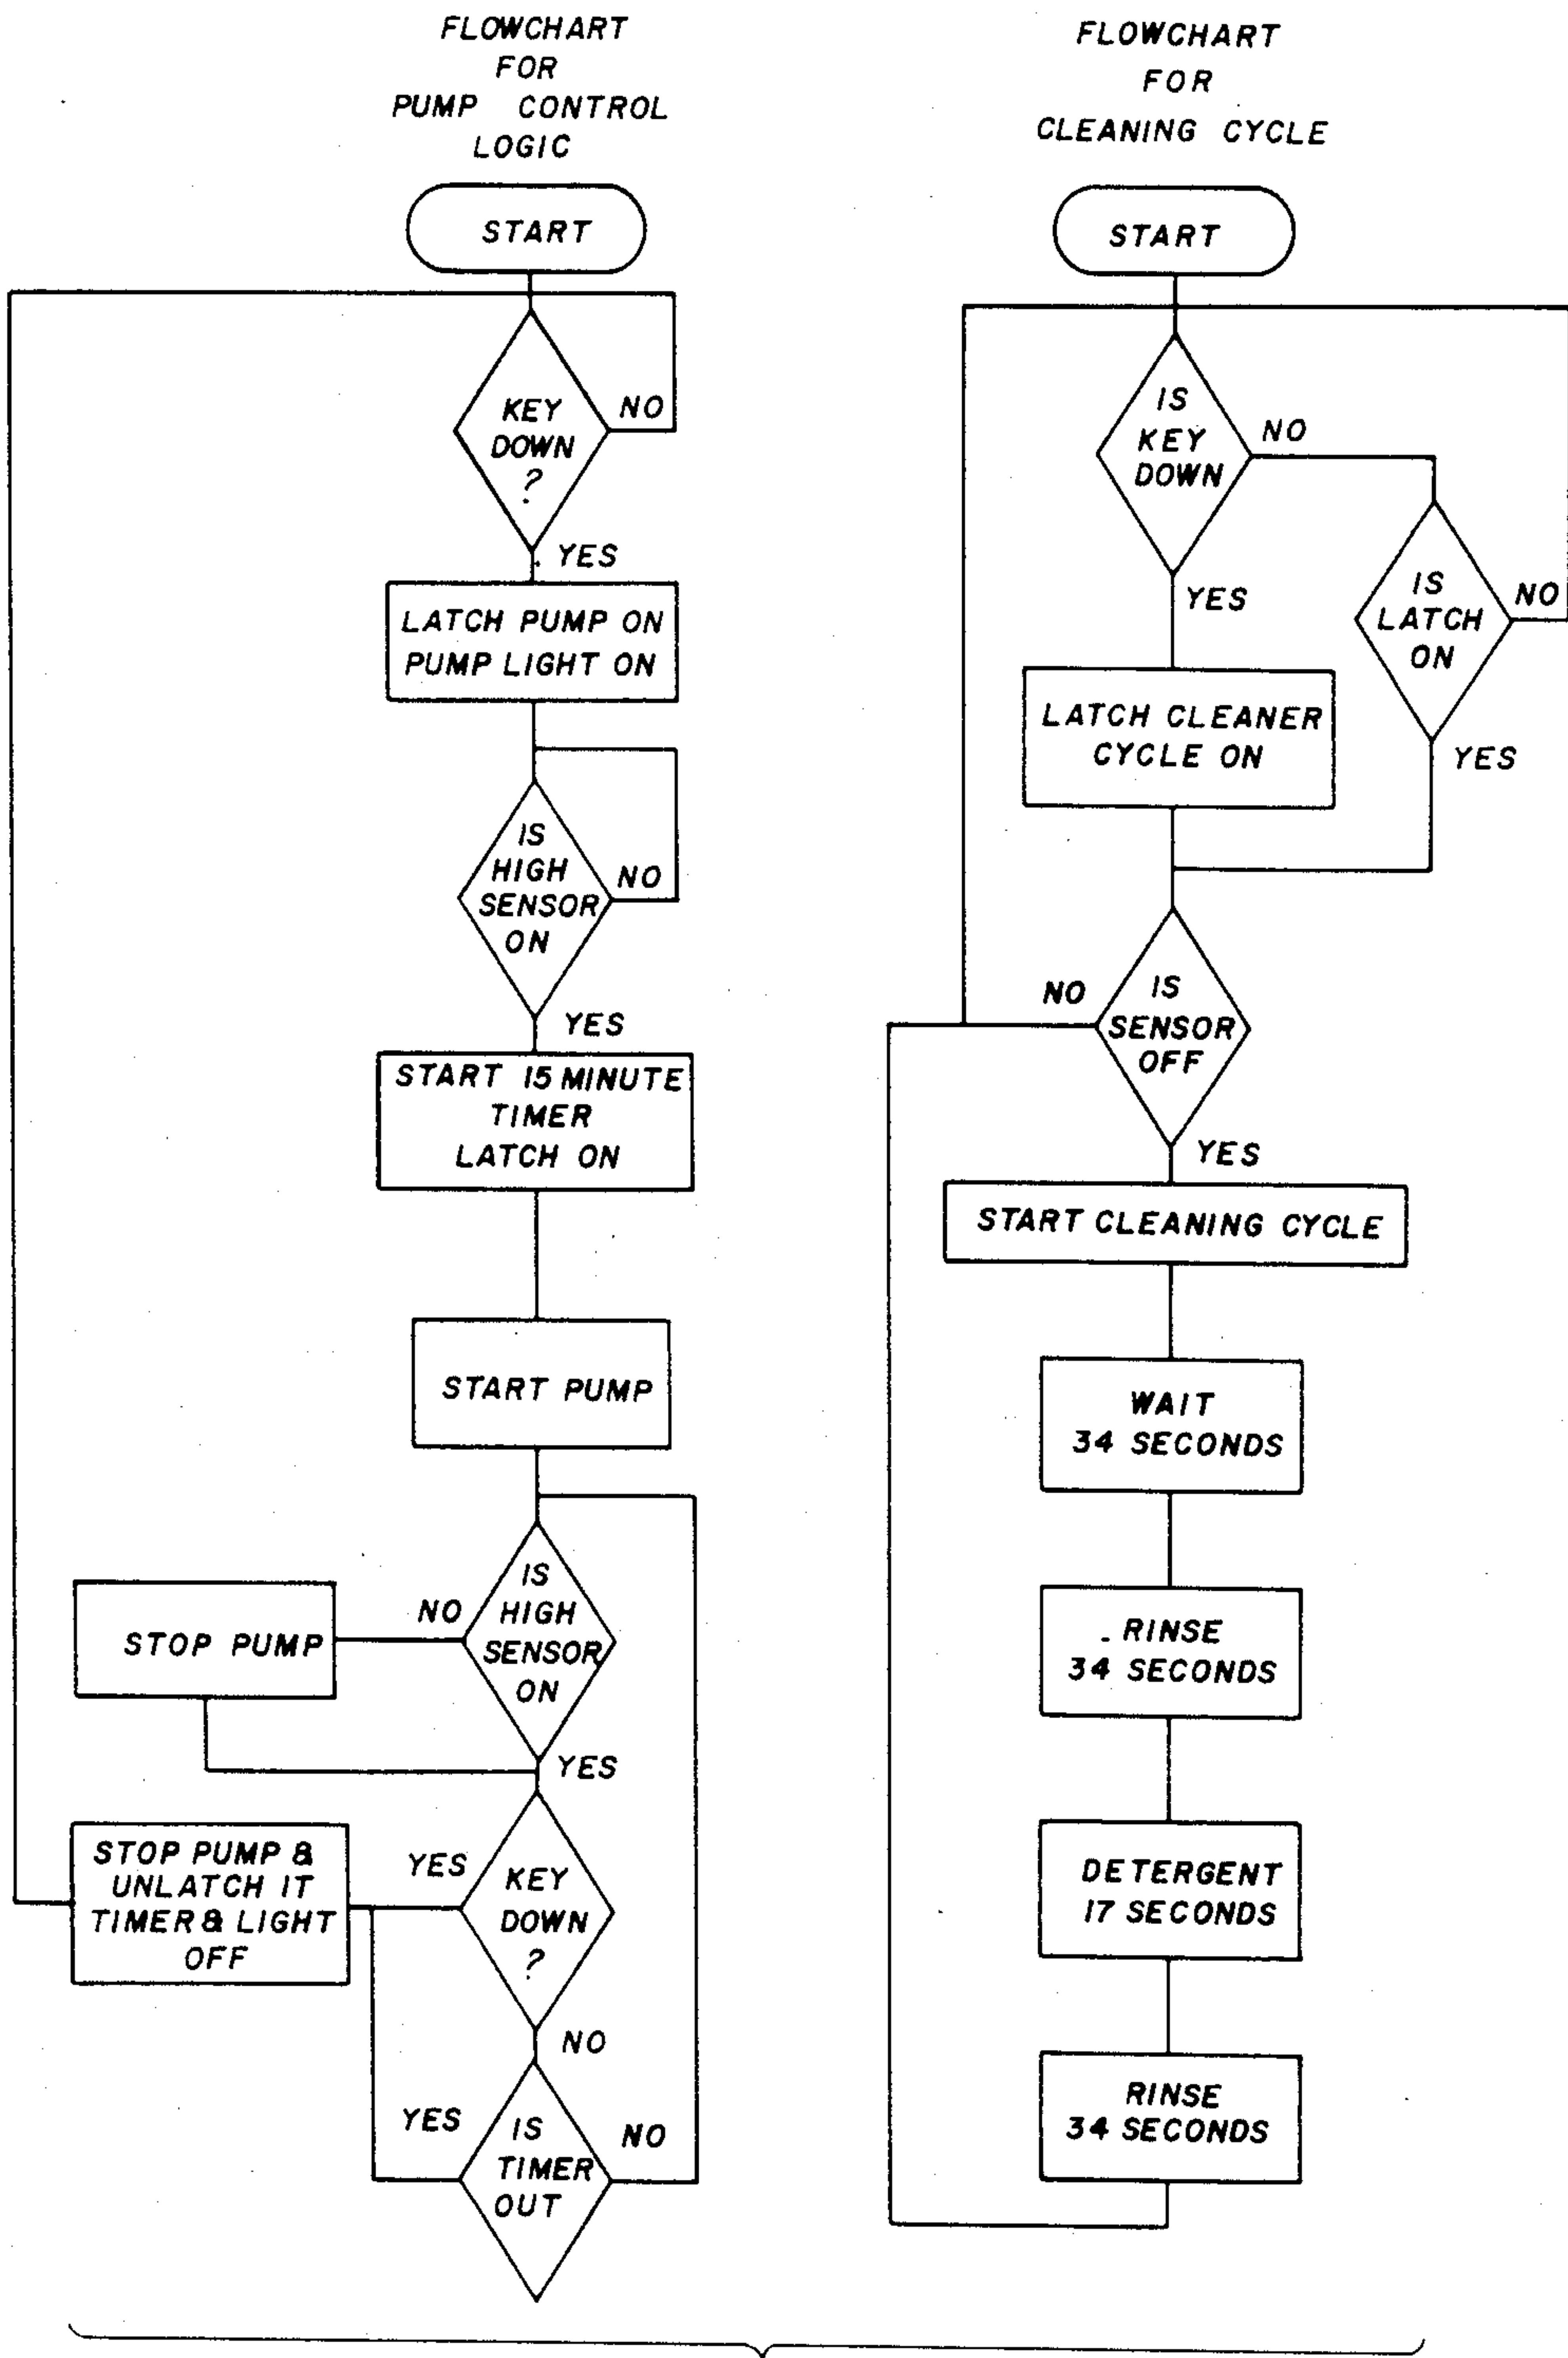 FLOWCHART
FOR
PUMP CONTROL
LOGIC
START
KEY
DOWN
?
NO
YES
LATCH PUMP ON
PUMP LIGHT ON
IS
HIGH
SENSOR
ON
NO
YES
START 15 MINUTE
TIMER
LATCH ON
START PUMP
IS
HIGH
SENSOR
ON
NO
STOP PUMP
YES
KEY
DOWN
?
YES
STOP PUMP &
UNLATCH IT
TIMER & LIGHT
OFF
NO
IS
TIMER
OUT
YES
NO
FLOWCHART
FOR
CLEANING CYCLE
START
IS
KEY
DOWN
NO
YES
IS
LATCH
ON
NO
YES
LATCH CLEANER
CYCLE ON
IS
SENSOR
OFF
NO
YES
START CLEANING CYCLE
WAIT
34 SECONDS
RINSE
34 SECONDS
DETERGENT
17 SECONDS
RINSE
34 SECONDS